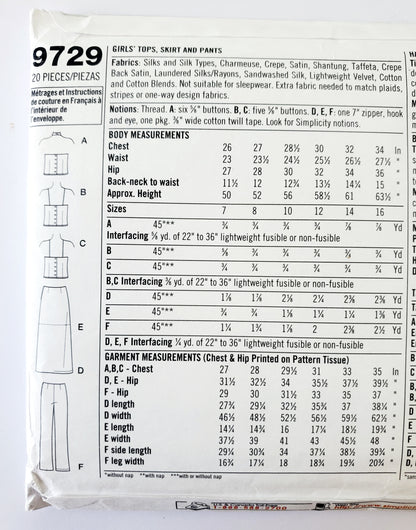 9729
20 PIECES/PIEZAS
Métrages et Instructions
de couture en Français à
l'intérieur de
l'enveloppe.
A
B
C
E
D
F
GIRLS' TOPS, SKIRT AND PANTS
Fabrics: Silks and Silk Types, Charmeuse, Crepe, Satin, Shantung, Taffeta, Crepe
Back Satin, Laundered Silks/Rayons, Sandwashed Silk, Lightweight Velvet, Cotton
and Cotton Blends. Not suitable for sleepwear. Extra fabric needed to match plaids,
stripes or one-way design fabrics.
Notions: Thread. A: six ⅝" buttons. B, C: five ⅝" buttons. D, E, F: one 7" zipper, hook
and eye, one pkg. ⅜" wide cotton twill tape. Look for Simplicity notions.
BODY MEASUREMENTS
Chest 26 27 28½ 30 32 34 In
Waist 23 23½ 24½ 25½ 26½ 27½ "
Hip 27 28 30 32 34 36 "
Back-neck to waist 11½ 12 12¾ 13½ 14¼ 15 "
Approx. Height 50 52 56 58½ 61 63½ "
Sizes 7 8 10 12 14 16
A 45"*** ¾ ¾ ¾ ⅞ ⅞ ⅞ Yd
Interfacing ⅝ yd. of 22" to 36" lightweight fusible or non-fusible
B 45"*** ⅝ ¾ ¾ ¾ ¾ ¾ Yd
C 45"*** ¾ ¾ ¾ ¾ ¾ ¾ Yd
B,C Interfacing ⅝ yd. of 22" to 36" lightweight fusible or non-fusible
D 45"*** 1⅞ 1⅞ 2⅛ 2¼ 2⅜ 2⅜ Yd
E 45"*** ¾ ¾ 1⅛ 1¼ 1¼ 1⅜ Yd
F 45"*** 1¼ 1¾ 1⅞ 2 2⅛ 2¼ Yd
D, E, F Interfacing ¼ yd. of 22" to 36" lightweight fusible or non-fusible
GARMENT MEASUREMENTS (Chest & Hip Printed on Pattern Tissue)
A,B,C - Chest 27 28 29½ 31 33 35 In
D, E - Hip 31½ 32½ 34 35½ 37½ 39½ "
F - Hip 29 30 31½ 33 35 37 "
D length 27¾ 29¼ 32½ 35¾ 37 38¼ "
D width 46½ 48½ 52½ 56½ 59½ 62½ "
E length 14¼ 14¾ 16 17¼ 18½ 19¾ "
E width 37½ 39 41 43 45½ 48 "
F side length 29¼ 30¾ 34 37¼ 38½ 39¾ "
F leg width 16¾ 17¼ 18 18¾ 19¾ 20¾ "
*without nap **with nap ***with or without nap